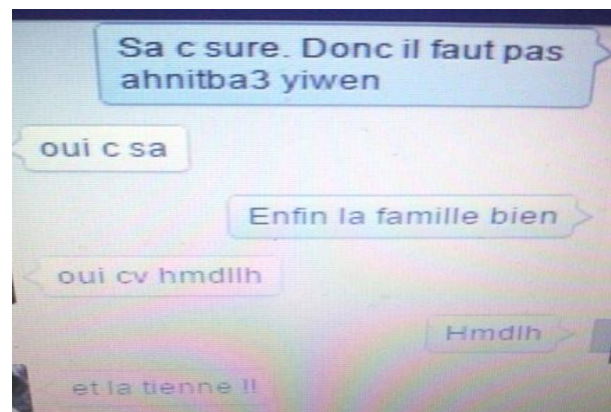 Sa c sure. Donc il faut pas
ahnitba3 yiwen
oui c sa
Enfin la famille bien
oui cv hmdllh
Hmdlh
et la tienne !!